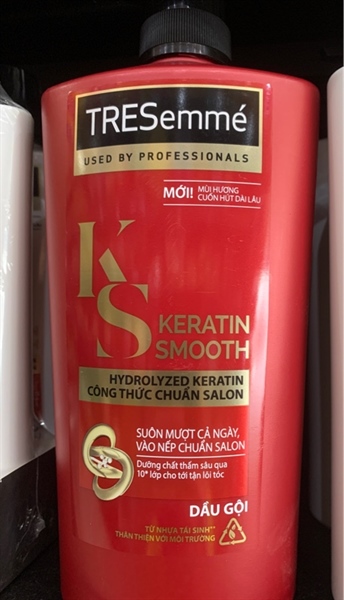 TRESemmé
USED BY PROFESSIONALS
MỚI! MÙI HƯƠNG
CUỐN HÚT DÀI LÂU
KS
KERATIN
SMOOTH
HYDROLYZED KERATIN
CÔNG THỨC CHUẨN SALON
SUÔN MƯỢT CẢ NGÀY,
VÀO NẾP CHUẨN SALON
Dưỡng chất thấm sâu qua
10* lớp cho tới tận lõi tóc
DẦU GỘI
TỪ NHỰA TÁI SINH**
THÂN THIỆN VỚI MÔI TRƯỜNG